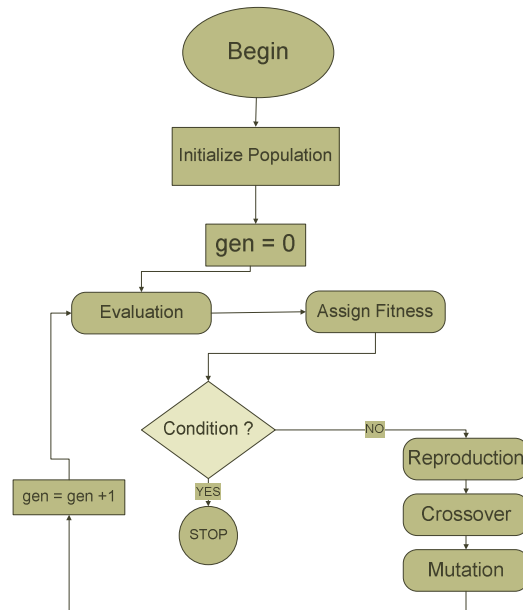 Begin
Initialize Population
gen = 0
Evaluation
Assign Fitness
Condition ?
NO
YES
STOP
Reproduction
Crossover
Mutation
gen = gen +1